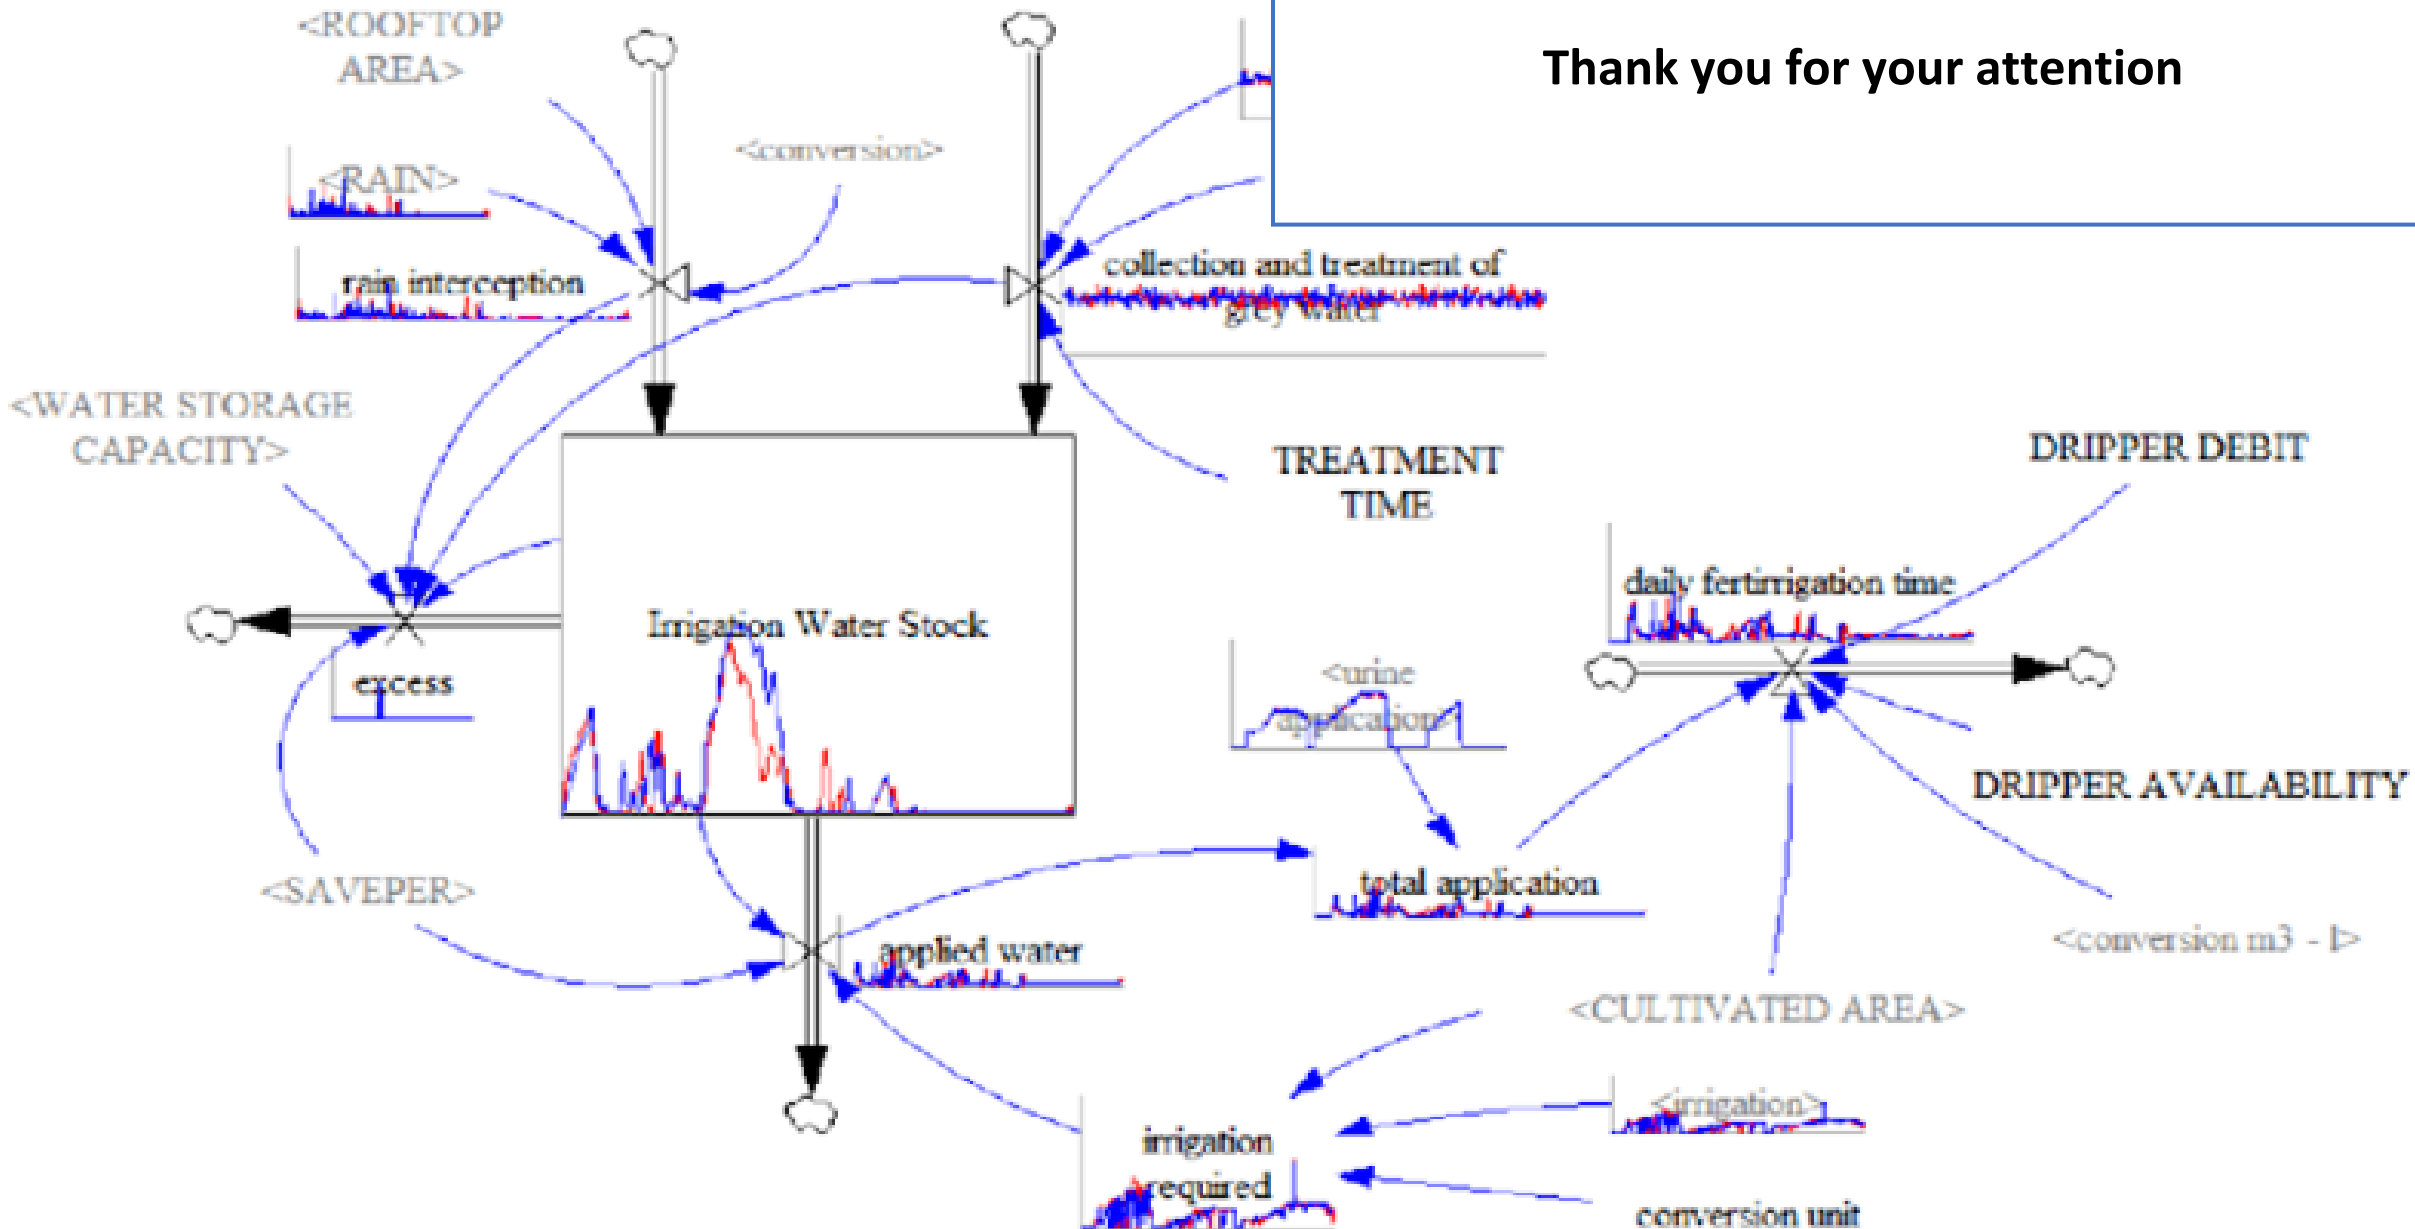 <ROOFTOP
AREA>
Thank you for your attention
<conversion>
<RAIN>
rain interception
collection and treatment of
grey water
<WATER STORAGE
CAPACITY>
TREATMENT
TIME
DRIPPER DEBIT
daily fertirrigation time
Irrigation Water Stock
excess
<urine
application>
DRIPPER AVAILABILITY
<SAVEPER>
total application
applied water
<conversion m3 - l>
<CULTIVATED AREA>
<irrigation>
irrigation
required
conversion unit